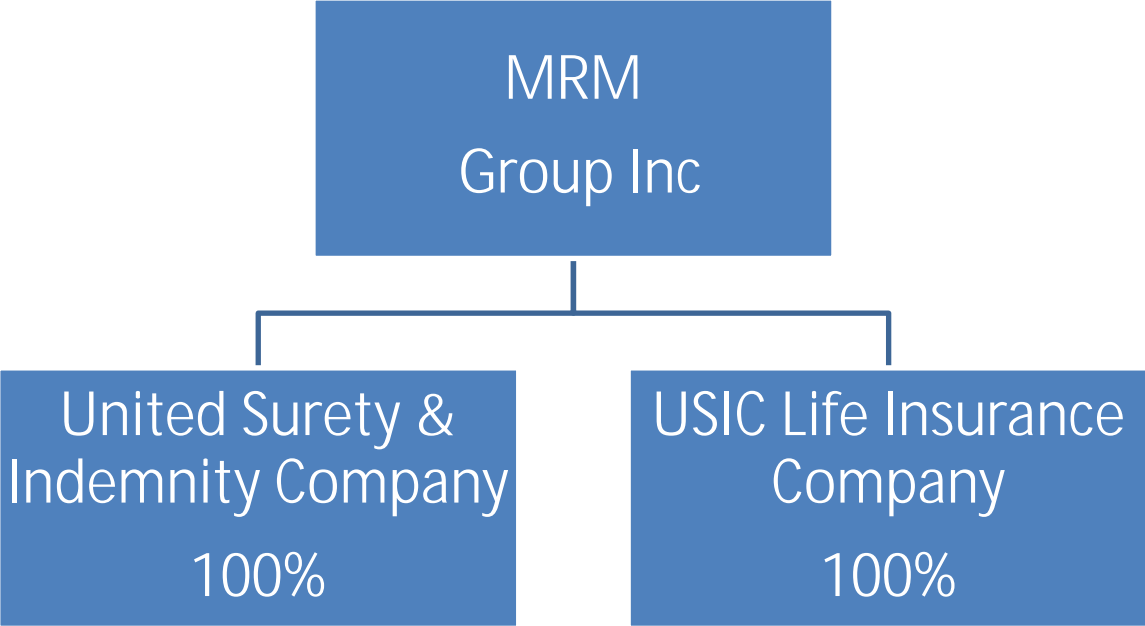 MRM
Group Inc
United Surety &
Indemnity Company
100%
USIC Life Insurance
Company
100%